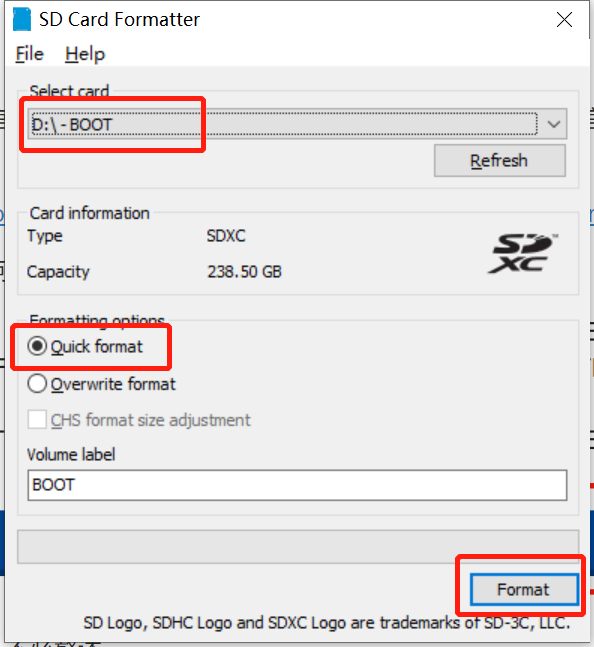 SD Card Formatter
File Help
Select card
D:\ - BOOT
Refresh
Card information
Type SDXC
Capacity 238.50 GB
SD XC™
Formatting options
Quick format
Overwrite format
CHS format size adjustment
Volume label
BOOT
Format
SD Logo, SDHC Logo and SDXC Logo are trademarks of SD-3C, LLC.